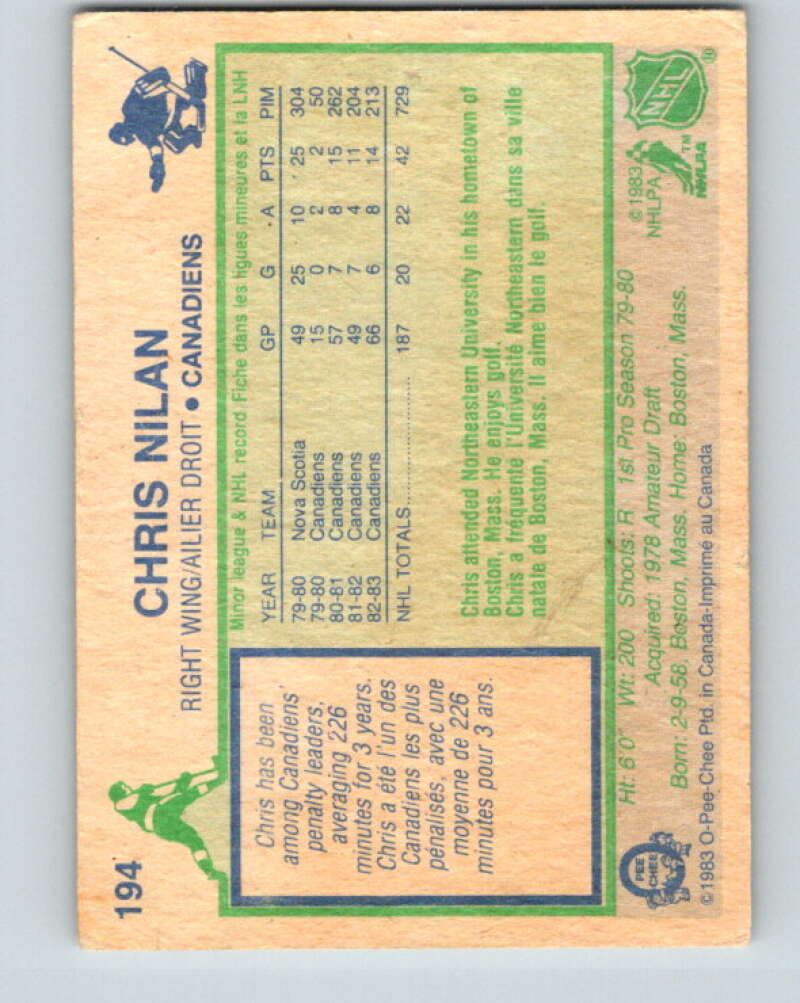 194
CHRIS NILAN
RIGHT WING/AILIER DROIT • CANADIENS
Chris has been
among Canadiens'
penalty leaders,
averaging 226
minutes for 3 years.
Chris a été l'un des
Canadiens les plus
pénalisés, avec une
moyenne de 226
minutes pour 3 ans.
Minor league & NHL record Fiche dans les ligues mineures et la LNH
YEAR TEAM GP G A PTS PIM
79-80 Nova Scotia 49 25 10 25 304
79-80 Canadiens 15 0 2 2 50
80-81 Canadiens 57 7 8 15 262
81-82 Canadiens 49 7 4 11 204
82-83 Canadiens 66 6 8 14 213
NHL TOTALS 187 20 22 42 729
Chris attended Northeastern University in his hometown of
Boston, Mass. He enjoys golf.
Chris a fréquenté l'Université Northeastern dans sa ville
natale de Boston, Mass. Il aime bien le golf.
Ht: 6'0" Wt: 200 Shoots: R 1st Pro Season 79-80
Acquired: 1978 Amateur Draft
Born: 2-9-58, Boston, Mass. Home: Boston, Mass.
©1983 O-Pee-Chee Ptd. in Canada-Imprimé au Canada
O
PEE
CHEE
©1983
NHLPA
NHL
TM
NHLPA